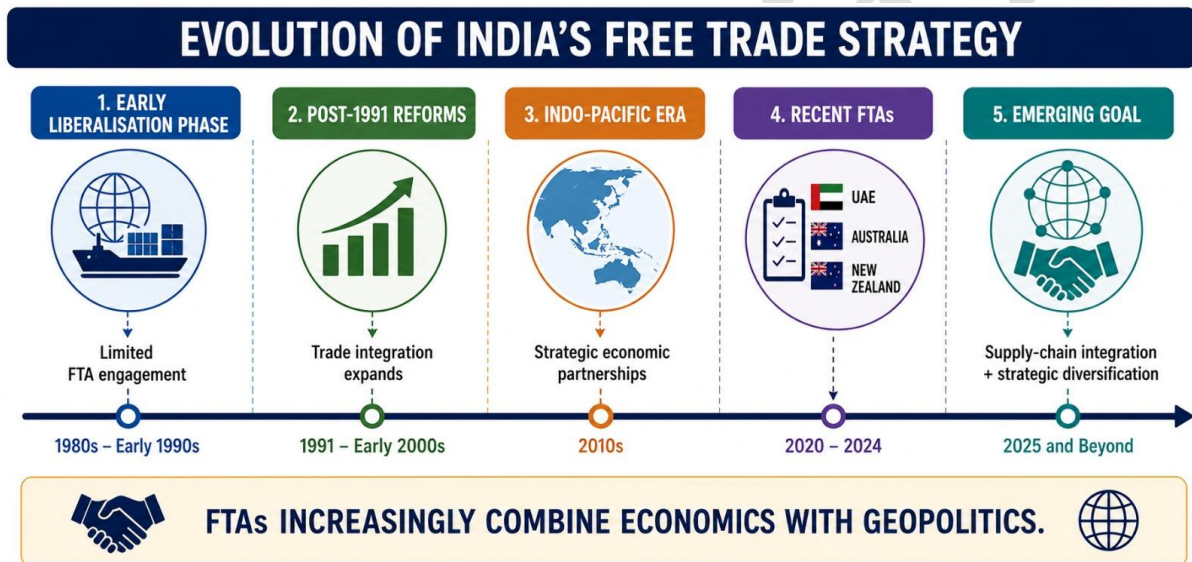 EVOLUTION OF INDIA'S FREE TRADE STRATEGY
1. EARLY
LIBERALISATION PHASE
2. POST-1991 REFORMS
3. INDO-PACIFIC ERA
4. RECENT FTAs
5. EMERGING GOAL
UAE
AUSTRALIA
NEW
ZEALAND
Limited
FTA engagement
Trade integration
expands
Strategic economic
partnerships
Supply-chain integration
+ strategic diversification
1980s – Early 1990s
1991 – Early 2000s
2010s
2020 – 2024
2025 and Beyond
FTAs INCREASINGLY COMBINE ECONOMICS WITH GEOPOLITICS.